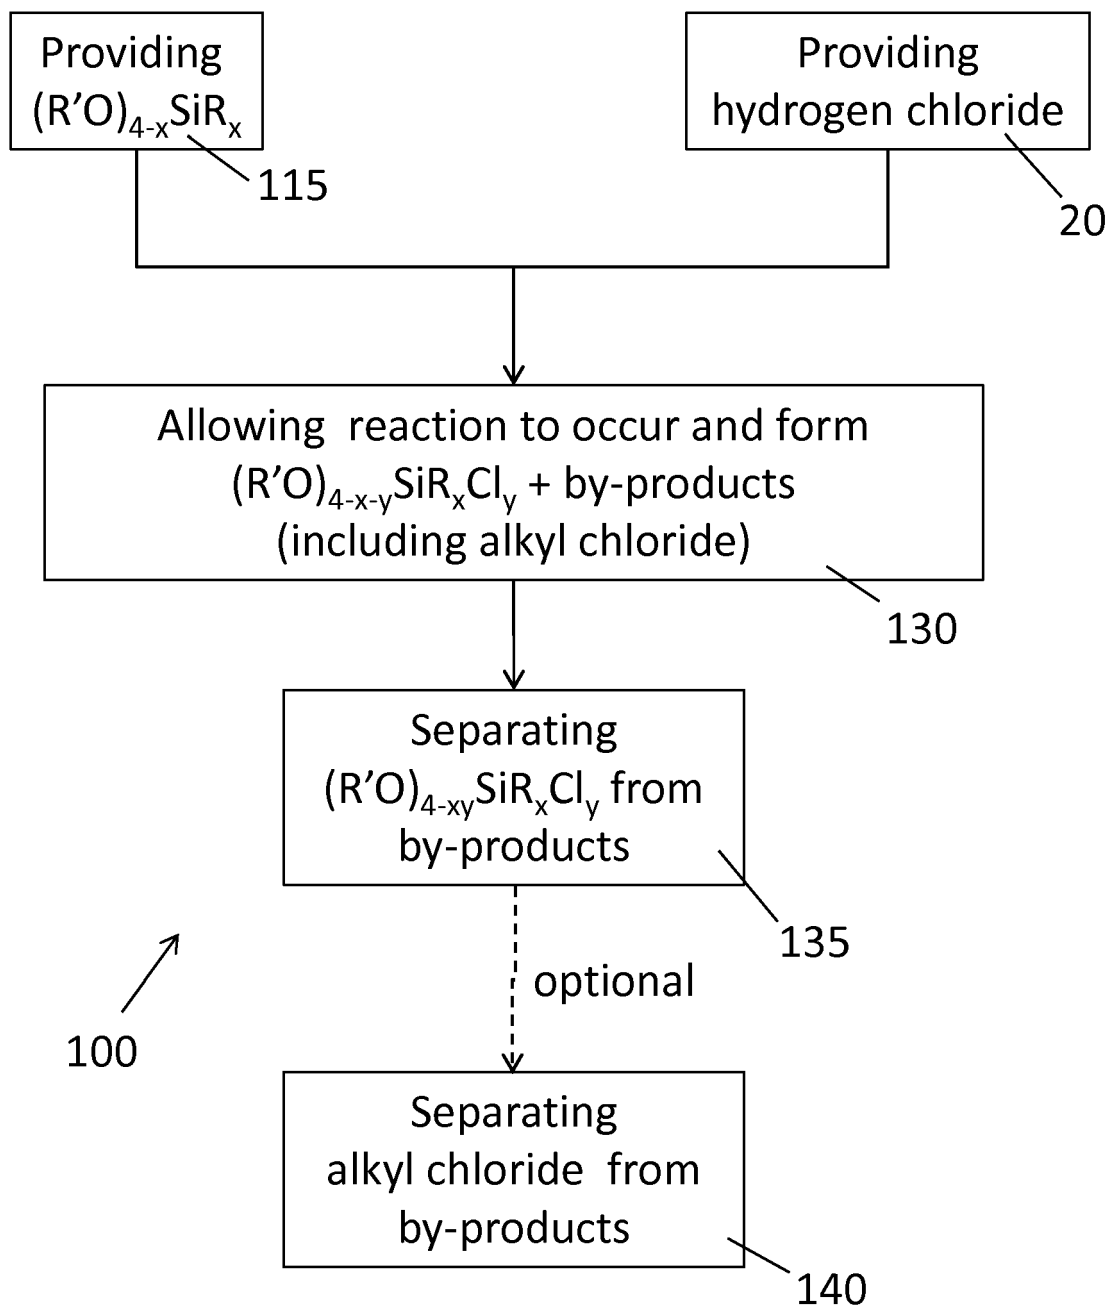 Providing
(R’O)4-xSiRx
115
Providing
hydrogen chloride
20
Allowing reaction to occur and form
(R’O)4-x-ySiRxCly + by-products
(including alkyl chloride)
130
Separating
(R’O)4-xySiRxCly from
by-products
135
optional
100
Separating
alkyl chloride from
by-products
140